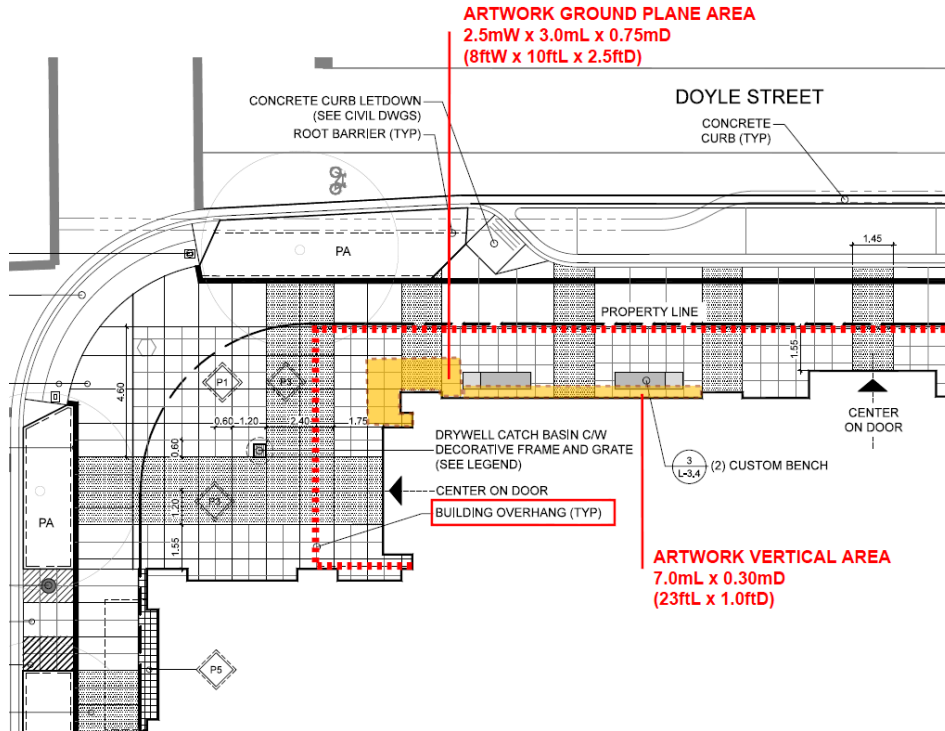 ARTWORK GROUND PLANE AREA
2.5mW x 3.0mL x 0.75mD
(8ftW x 10ftL x 2.5ftD)
CONCRETE CURB LETDOWN
(SEE CIVIL DWGS)
ROOT BARRIER (TYP)
DOYLE STREET
CONCRETE
CURB (TYP)
PA
1,45
PROPERTY LINE
1.55
4.60
P1
P3
0.60
1.20
2.40
1.75
CENTER
ON DOOR
0.60
DRYWELL CATCH BASIN C/W
DECORATIVE FRAME AND GRATE
(SEE LEGEND)
3
L-3,4
(2) CUSTOM BENCH
CENTER ON DOOR
P3
1.20
PA
BUILDING OVERHANG (TYP)
1.55
ARTWORK VERTICAL AREA
7.0mL x 0.30mD
(23ftL x 1.0ftD)
P5